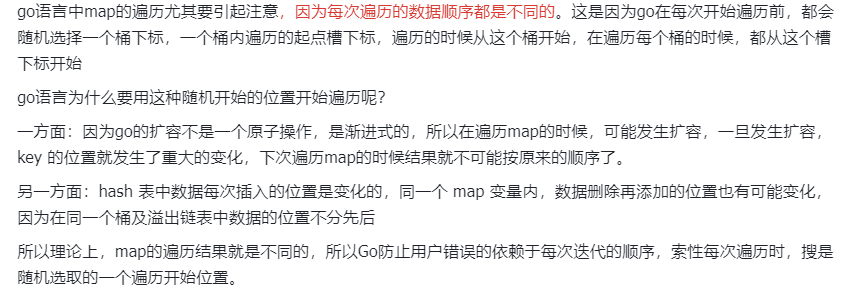 go语言中map的遍历尤其要引起注意，因为每次遍历的数据顺序都是不同的。这是因为go在每次开始遍历前，都会
随机选择一个桶下标，一个桶内遍历的起点槽下标，遍历的时候从这个桶开始，在遍历每个桶的时候，都从这个槽
下标开始
go语言为什么要用这种随机开始的位置开始遍历呢？
一方面：因为go的扩容不是一个原子操作，是渐进式的，所以在遍历map的时候，可能发生扩容，一旦发生扩容，
key 的位置就发生了重大的变化，下次遍历map的时候结果就不可能按原来的顺序了。
另一方面：hash 表中数据每次插入的位置是变化的，同一个 map 变量内，数据删除再添加的位置也有可能变化，
因为在同一个桶及溢出链表中数据的位置不分先后
所以理论上，map的遍历结果就是不同的，所以Go防止用户错误的依赖于每次迭代的顺序，索性每次遍历时，搜是
随机选取的一个遍历开始位置。